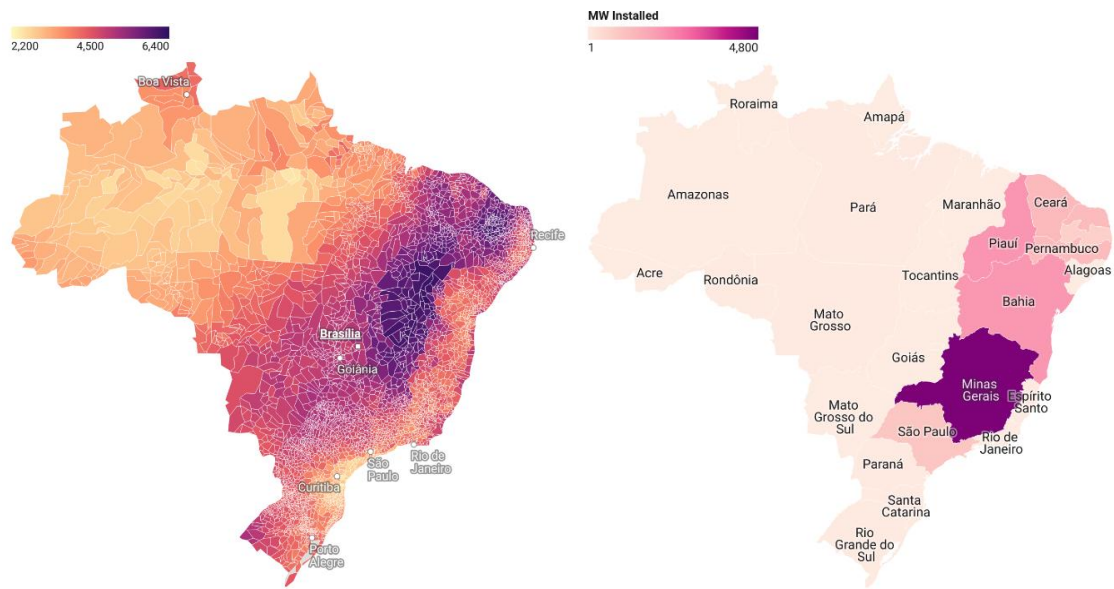 2,200 4,500 6,400
Boa Vista
Recife
Brasília
Goiânia
São
Paulo
Rio de
Janeiro
Curitiba
Porto
Alegre
MW Installed
1 4,800
Roraima
Amapá
Amazonas
Pará
Maranhão
Ceará
Piauí
Pernambuco
Acre
Rondônia
Tocantins
Alagoas
Bahia
Mato
Grosso
Goiás
Minas
Gerais
Espírito
Santo
Mato
Grosso do
Sul
São Paulo
Rio de
Janeiro
Paraná
Santa
Catarina
Rio
Grande do
Sul